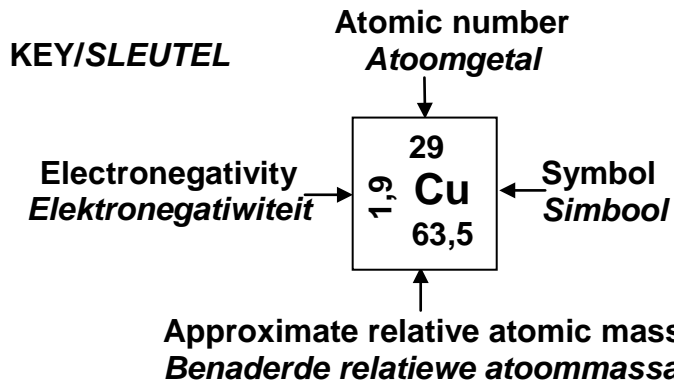 Atomic number
KEY/SLEUTEL
Atoomgetal
29
Electronegativity
1,9
Cu
Symbol
Elektronegatiwiteit
Simbool
63,5
Approximate relative atomic mass
Benaderde relatiewe atoommassa